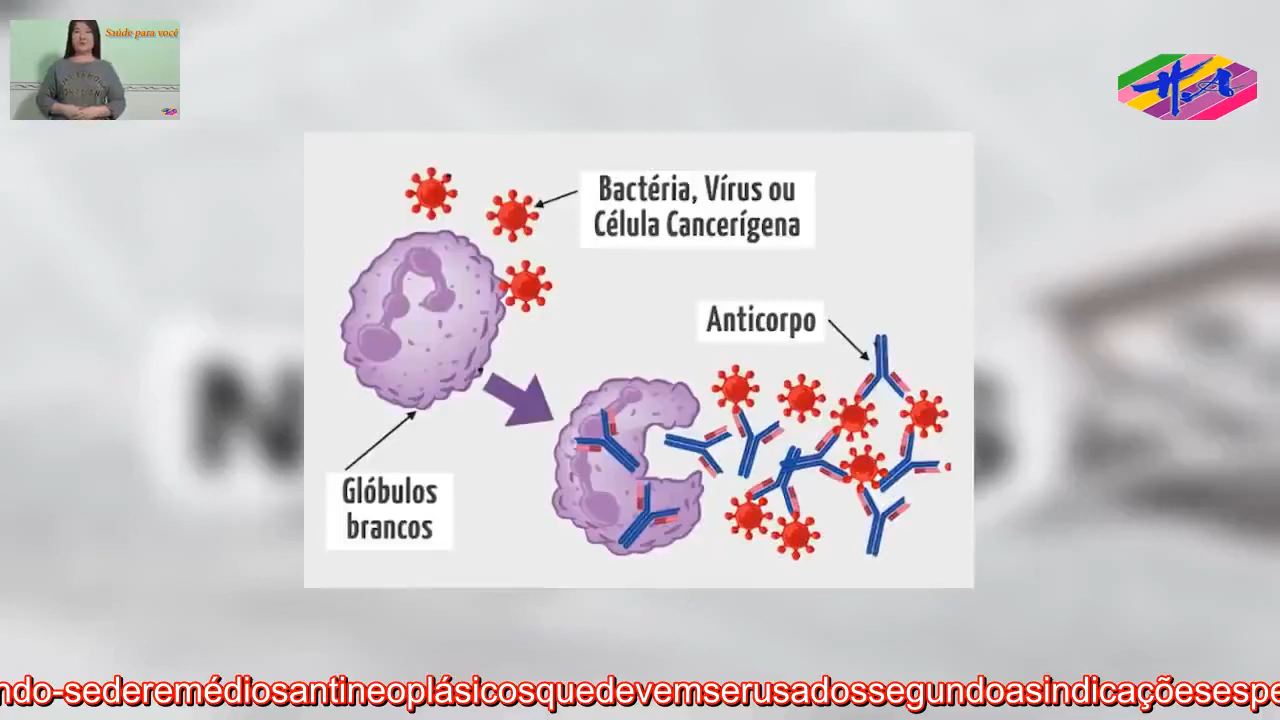 Saúde para você
Bactéria, Vírus ou
Célula Cancerígena
Anticorpo
Glóbulos
brancos
ndo-sederemédiosantineoplásicosquedevemserusadossegundoasindicaçõesespe